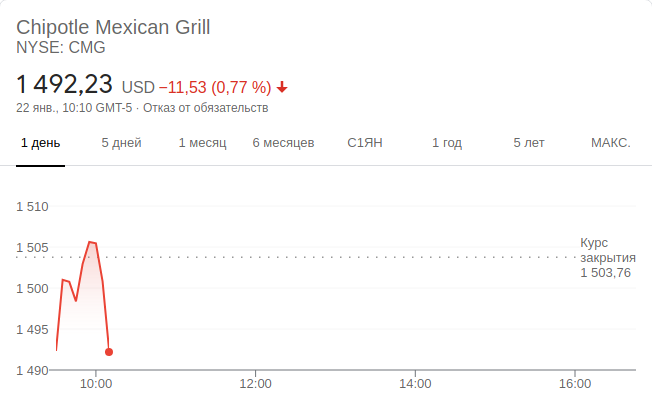 Chipotle Mexican Grill
NYSE: CMG
1 492,23 USD −11,53 (0,77 %)
22 янв., 10:10 GMT-5 · Отказ от обязательств
1 день 5 дней 1 месяц 6 месяцев С1ЯН 1 год 5 лет МАКС.
1 510
1 505
1 500
1 495
1 490
Курс
закрытия
1 503,76
10:00 12:00 14:00 16:00